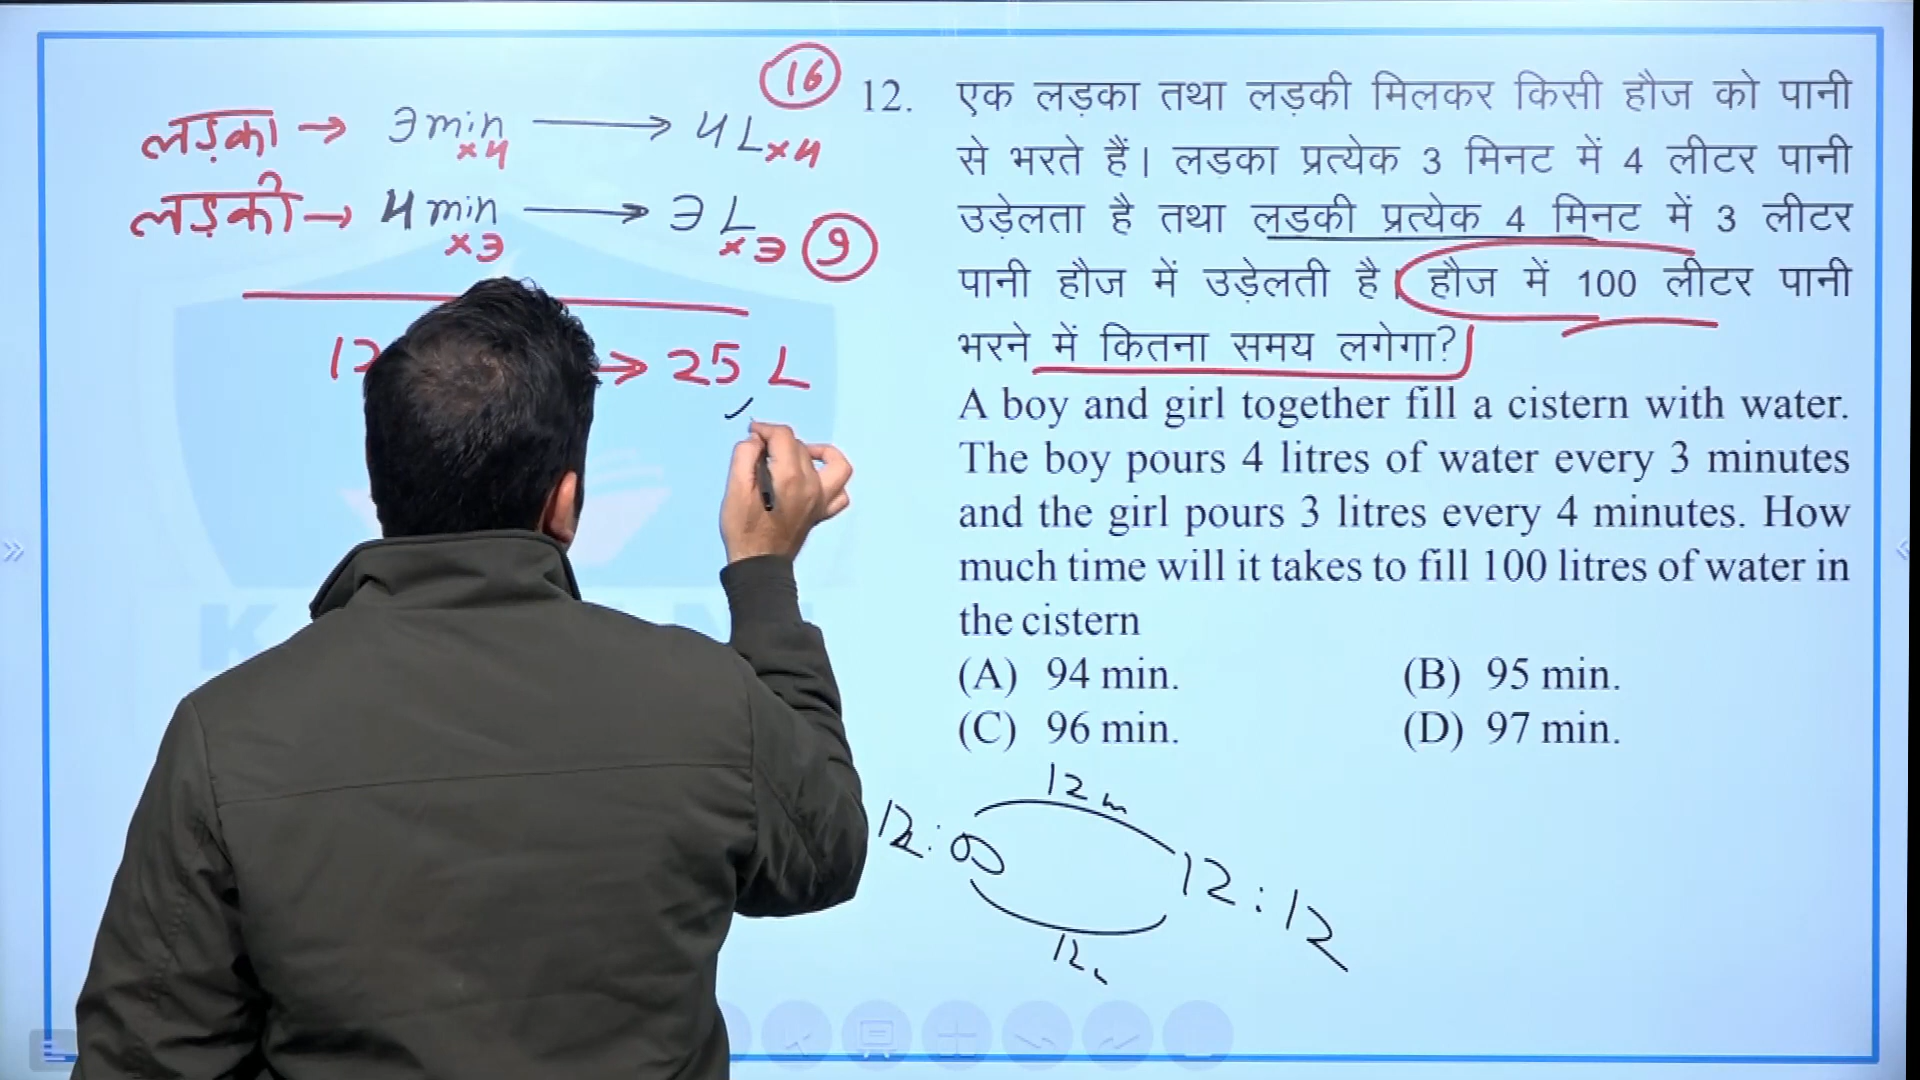 लड़का → 3 min ×4 → 4 L ×4 16
लड़की → 4 min ×3 → 3 L ×3 9
12 → 25 L
12. एक लड़का तथा लड़की मिलकर किसी हौज को पानी
से भरते हैं। लडका प्रत्येक 3 मिनट में 4 लीटर पानी
उड़ेलता है तथा लडकी प्रत्येक 4 मिनट में 3 लीटर
पानी हौज में उड़ेलती है। हौज में 100 लीटर पानी
भरने में कितना समय लगेगा?
A boy and girl together fill a cistern with water.
The boy pours 4 litres of water every 3 minutes
and the girl pours 3 litres every 4 minutes. How
much time will it takes to fill 100 litres of water in
the cistern
(A) 94 min. (B) 95 min.
(C) 96 min. (D) 97 min.
12 m
12:00 12:12
12